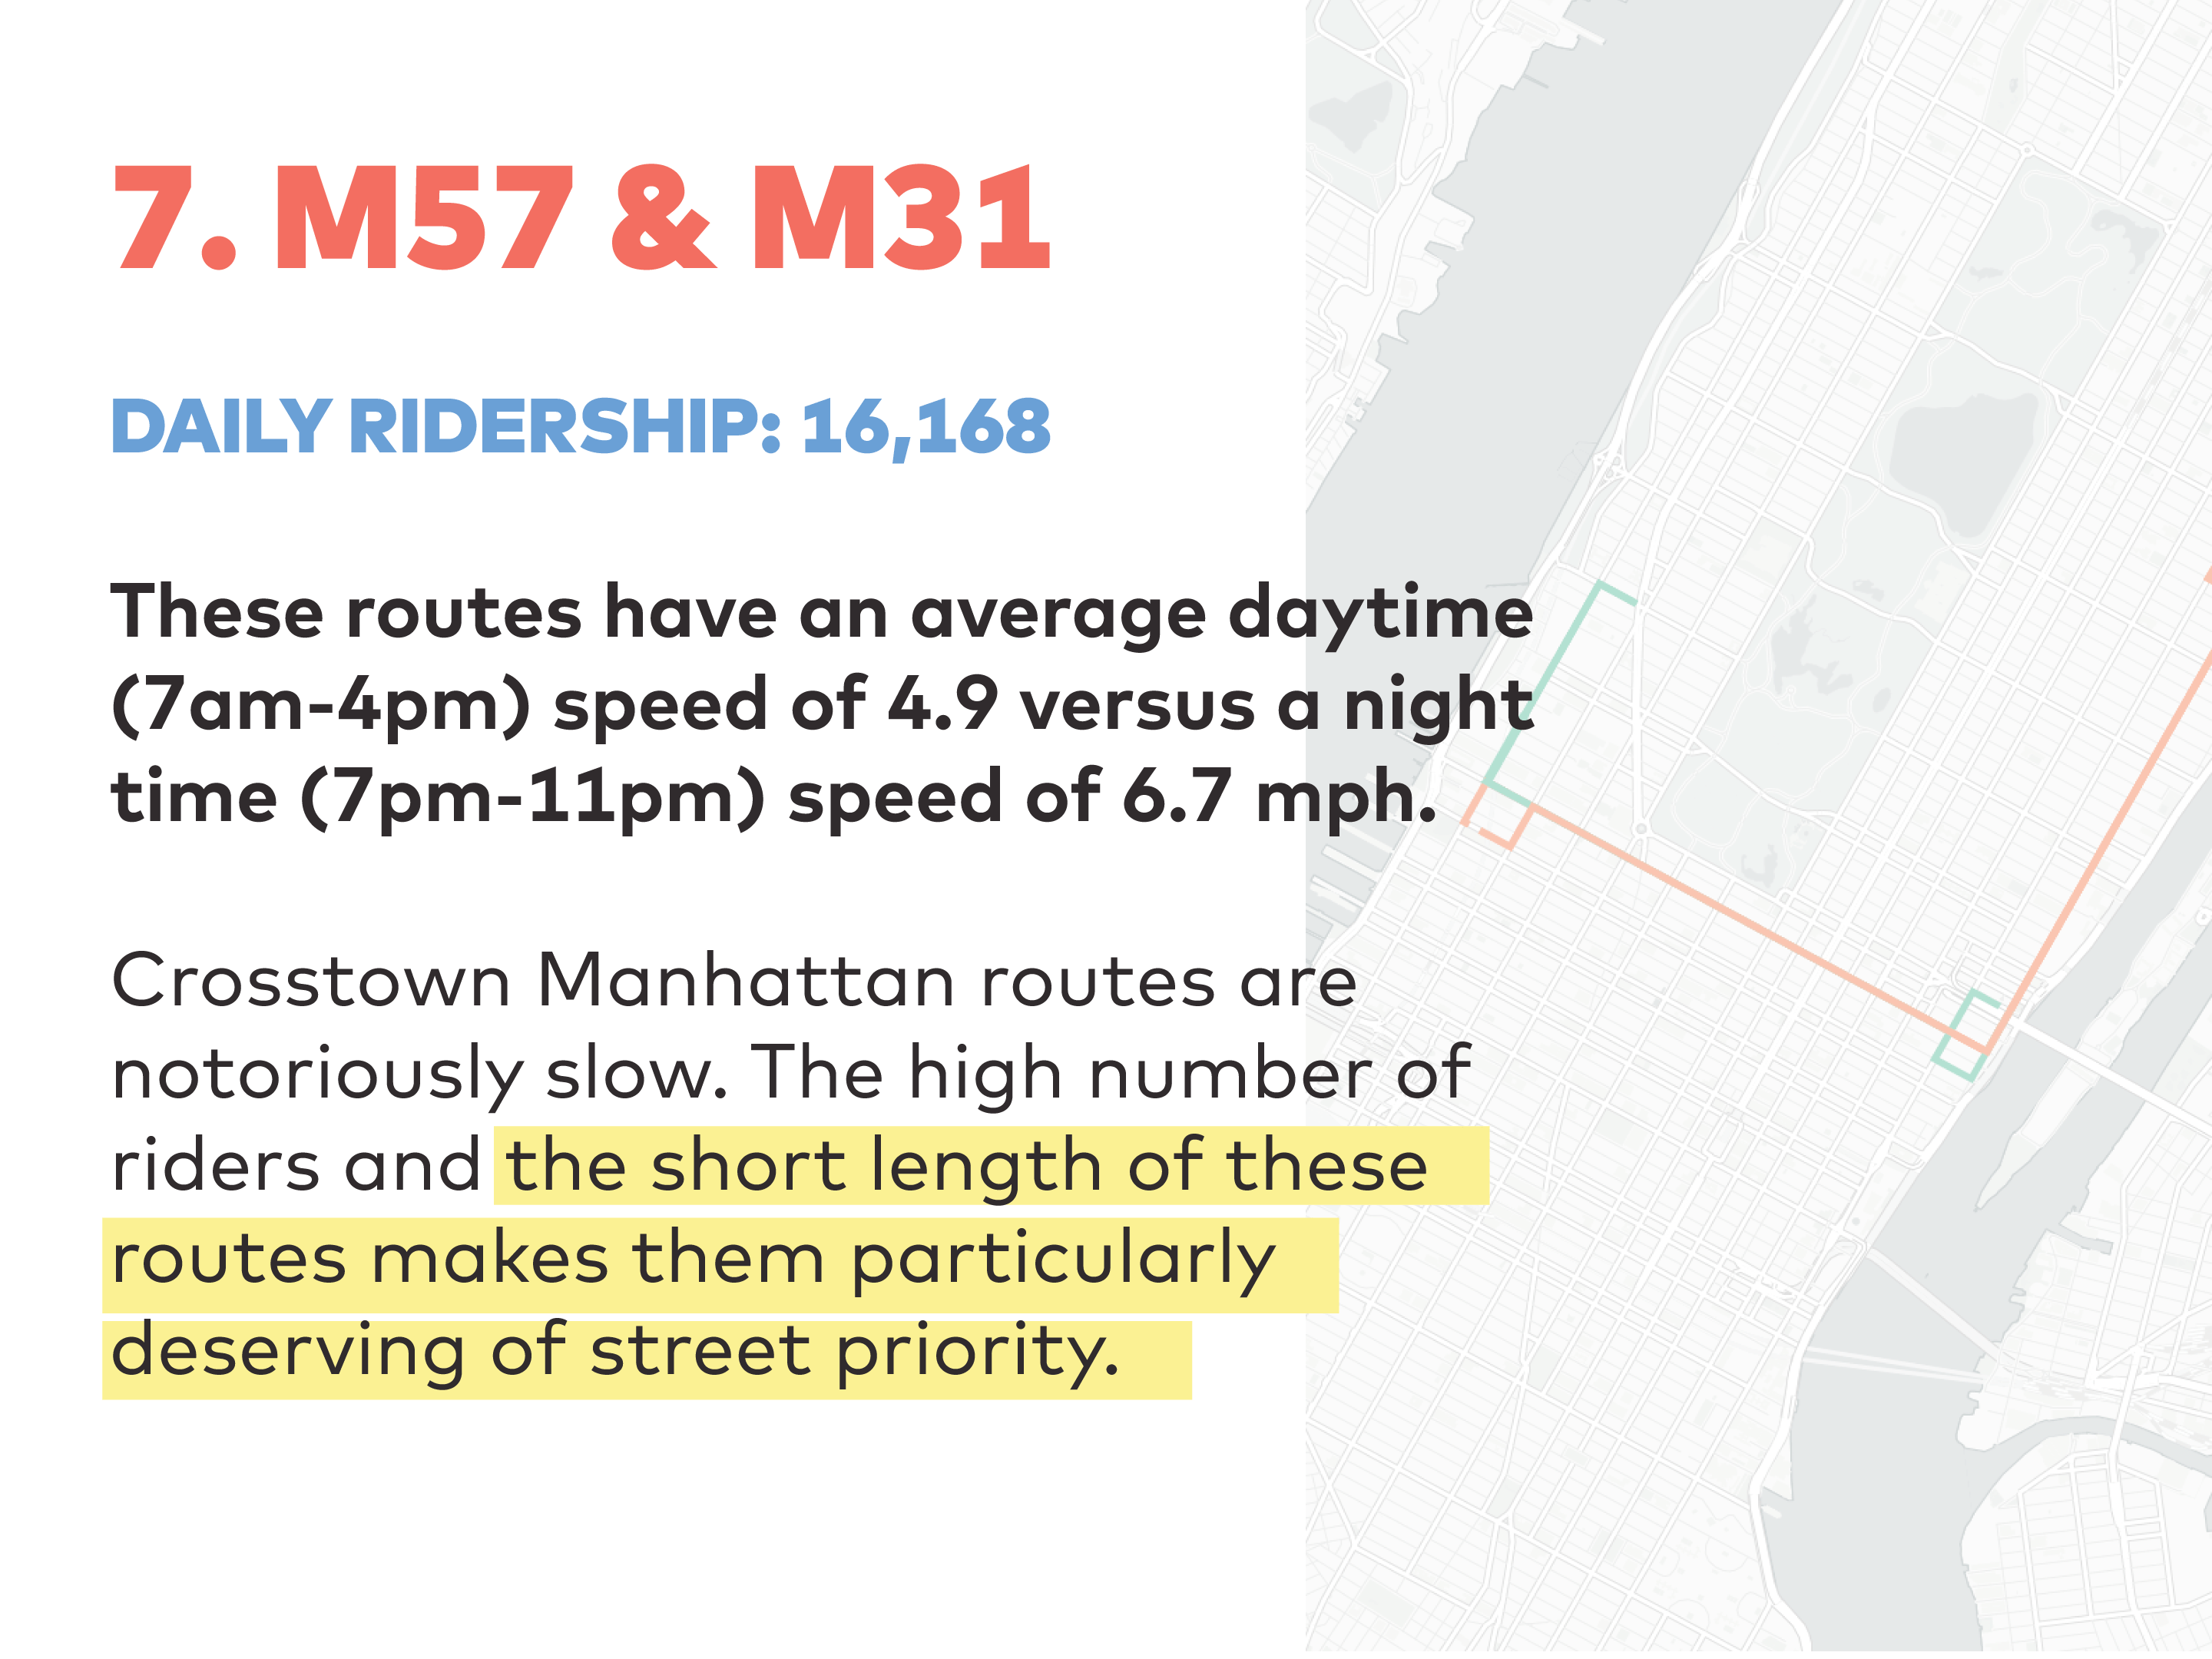 7. M57 & M31
DAILY RIDERSHIP: 16,168
These routes have an average daytime
(7am-4pm) speed of 4.9 versus a night
time (7pm-11pm) speed of 6.7 mph.
Crosstown Manhattan routes are
notoriously slow. The high number of
riders and the short length of these
routes makes them particularly
deserving of street priority.